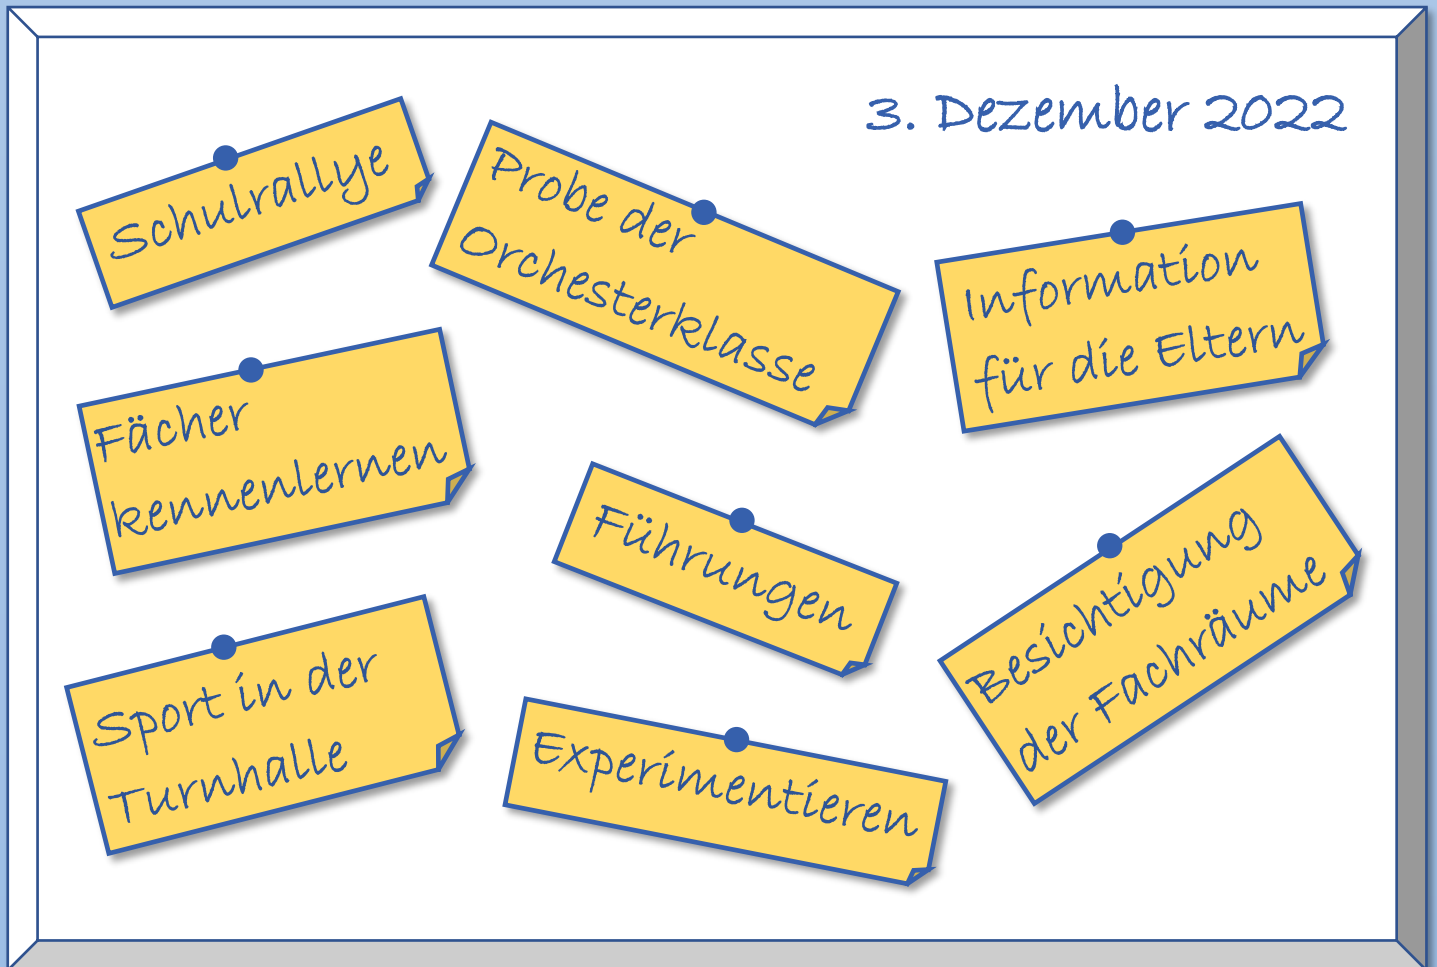 3. Dezember 2022
Schulrallye
Probe der
Orchesterklasse
Information
für die Eltern
Fächer
kennenlernen
Führungen
Besichtigung
der Fachräume
Sport in der
Turnhalle
Experimentieren